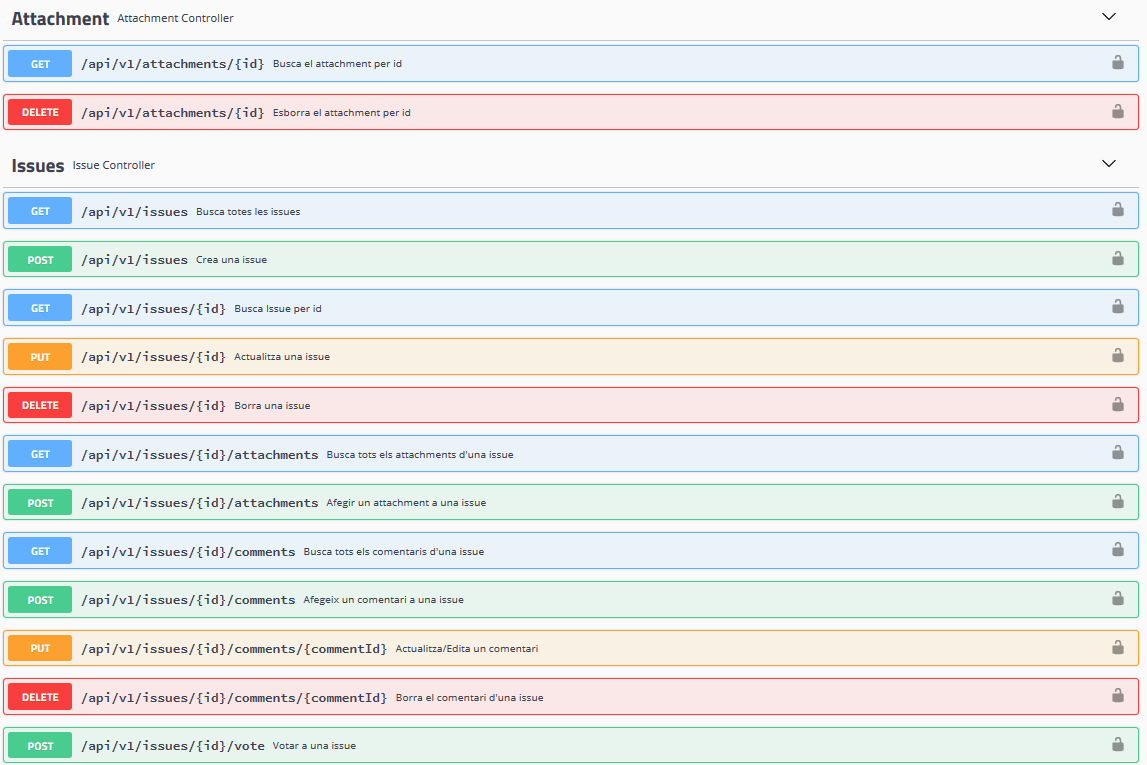 Attachment Attachment Controller
GET /api/v1/attachments/{id} Busca el attachment per id
DELETE /api/v1/attachments/{id} Esborra el attachment per id
Issues Issue Controller
GET /api/v1/issues Busca totes les issues
POST /api/v1/issues Crea una issue
GET /api/v1/issues/{id} Busca Issue per id
PUT /api/v1/issues/{id} Actualitza una issue
DELETE /api/v1/issues/{id} Borra una issue
GET /api/v1/issues/{id}/attachments Busca tots els attachments d'una issue
POST /api/v1/issues/{id}/attachments Afegir un attachment a una issue
GET /api/v1/issues/{id}/comments Busca tots els comentaris d'una issue
POST /api/v1/issues/{id}/comments Afegeix un comentari a una issue
PUT /api/v1/issues/{id}/comments/{commentId} Actualitza/Edita un comentari
DELETE /api/v1/issues/{id}/comments/{commentId} Borra el comentari d'una issue
POST /api/v1/issues/{id}/vote Votar a una issue